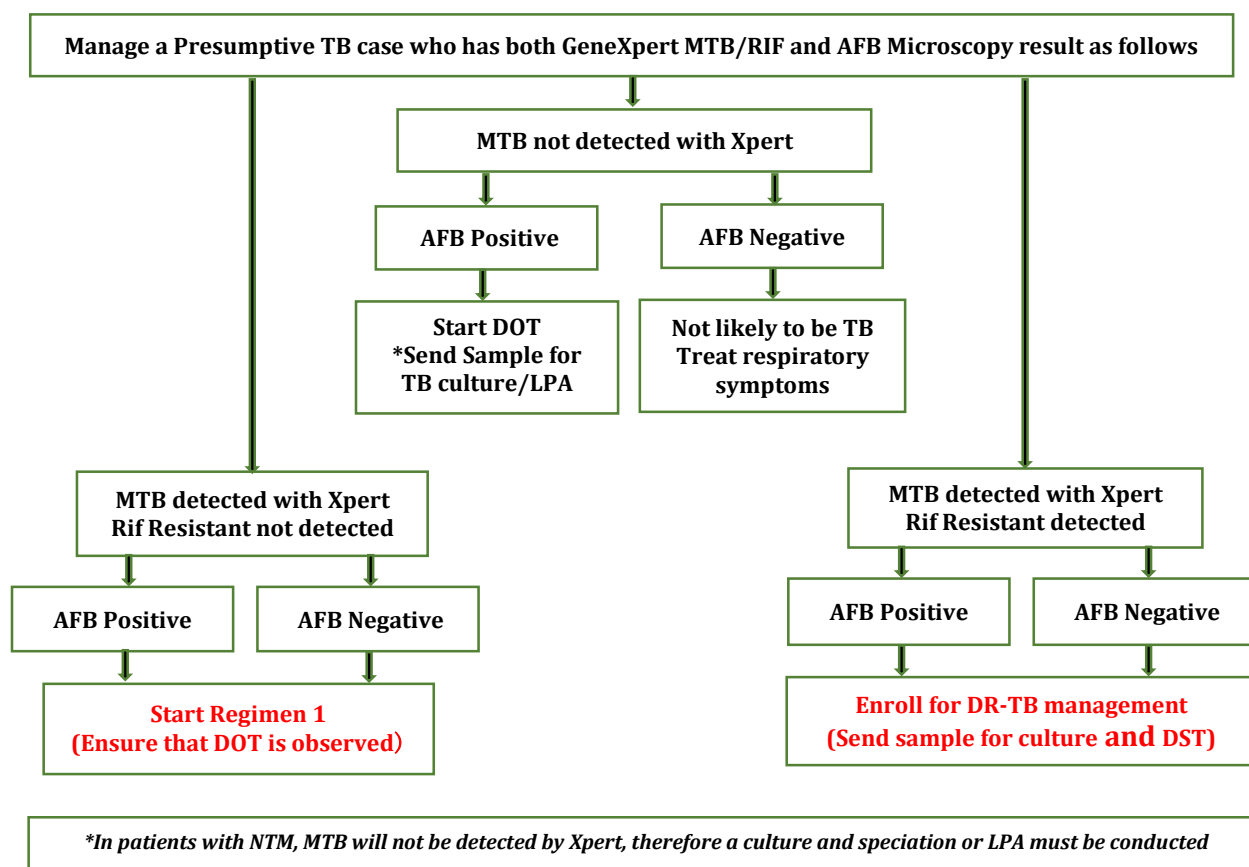 Manage a Presumptive TB case who has both GeneXpert MTB/RIF and AFB Microscopy result as follows
MTB not detected with Xpert
AFB Positive
AFB Negative
Start DOT
*Send Sample for
TB culture/LPA
Not likely to be TB
Treat respiratory
symptoms
MTB detected with Xpert
Rif Resistant not detected
MTB detected with Xpert
Rif Resistant detected
AFB Positive
AFB Negative
AFB Positive
AFB Negative
Start Regimen 1
(Ensure that DOT is observed)
Enroll for DR-TB management
(Send sample for culture and DST)
*In patients with NTM, MTB will not be detected by Xpert, therefore a culture and speciation or LPA must be conducted